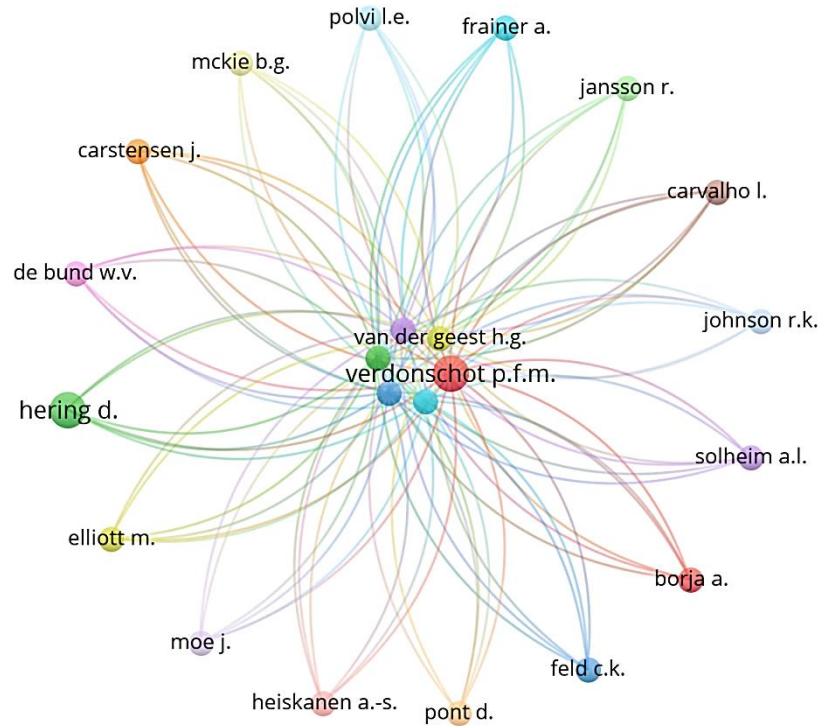 polvi l.e.
frainer a.
mckie b.g.
jansson r.
carstensen j.
carvalho l.
de bund w.v.
johnson r.k.
van der geest h.g.
verdonschot p.f.m.
hering d.
solheim a.l.
elliott m.
borja a.
moe j.
feld c.k.
heiskanen a.-s.
pont d.